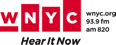 WNYC
wnyc.org
93.9 fm
am 820
Hear It Now